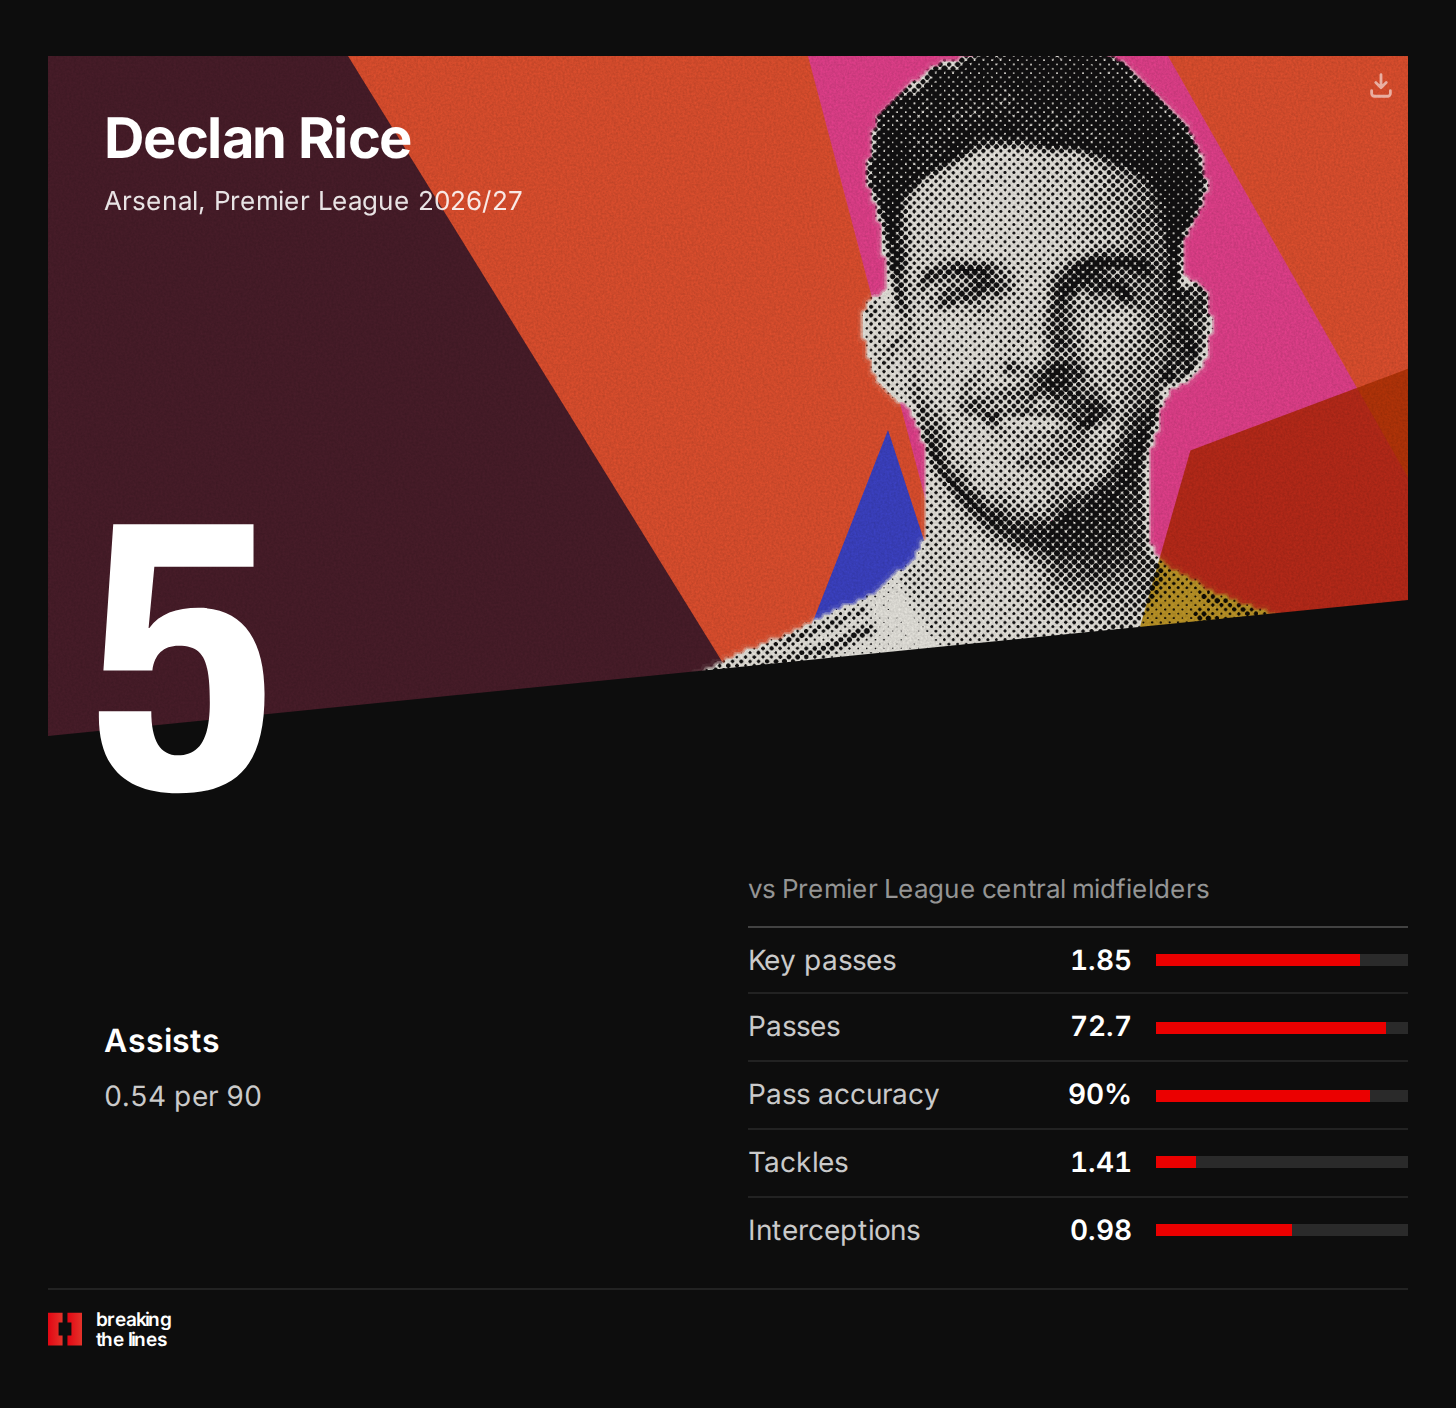 Declan Rice
Arsenal, Premier League 2026/27
5
Assists
0.54 per 90
vs Premier League central midfielders
Key passes 1.85
Passes 72.7
Pass accuracy 90%
Tackles 1.41
Interceptions 0.98
breaking
the lines